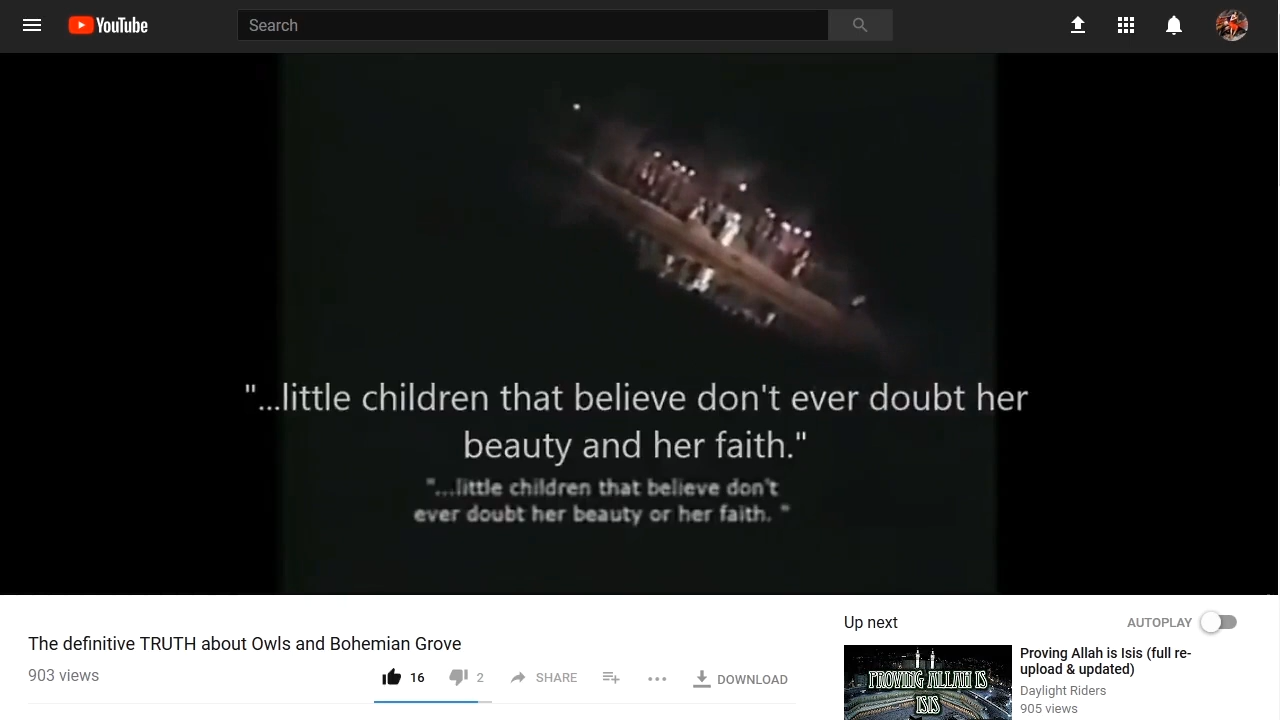 YouTube
Search
"...little children that believe don't ever doubt her
beauty and her faith."
"...little children that believe don't
ever doubt her beauty or her faith. "
The definitive TRUTH about Owls and Bohemian Grove
903 views
16
2
SHARE
DOWNLOAD
Up next
AUTOPLAY
PROVING ALLAH IS
ISIS
Proving Allah is Isis (full re-
upload & updated)
Daylight Riders
905 views